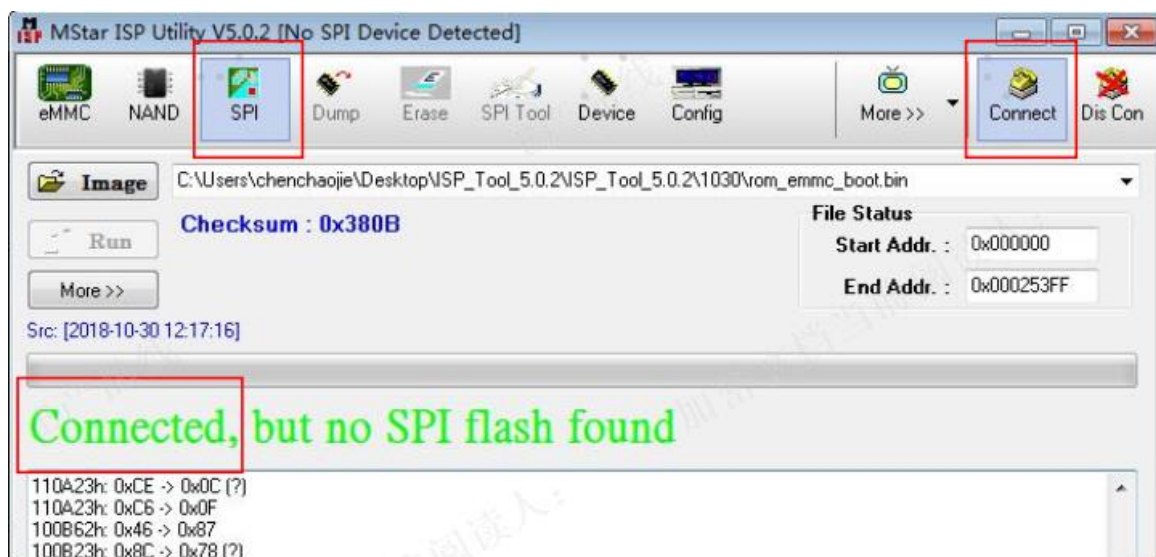 MStar ISP Utility V5.0.2 [No SPI Device Detected]
eMMC NAND SPI Dump Erase SPI Tool Device Config More >> Connect Dis Con
Image C:\Users\chenchaojie\Desktop\ISP_Tool_5.0.2\ISP_Tool_5.0.2\1030\rom_emmc_boot.bin
Checksum : 0x380B
File Status
Run
Start Addr. : 0x000000
More >>
End Addr. : 0x000253FF
Src: [2018-10-30 12:17:16]
Connected, but no SPI flash found
110A23h: 0xCE -> 0x0C (?)
110A23h: 0xC6 -> 0x0F
100B62h: 0x46 -> 0x87
100B23h: 0x8C -> 0x78 (?)